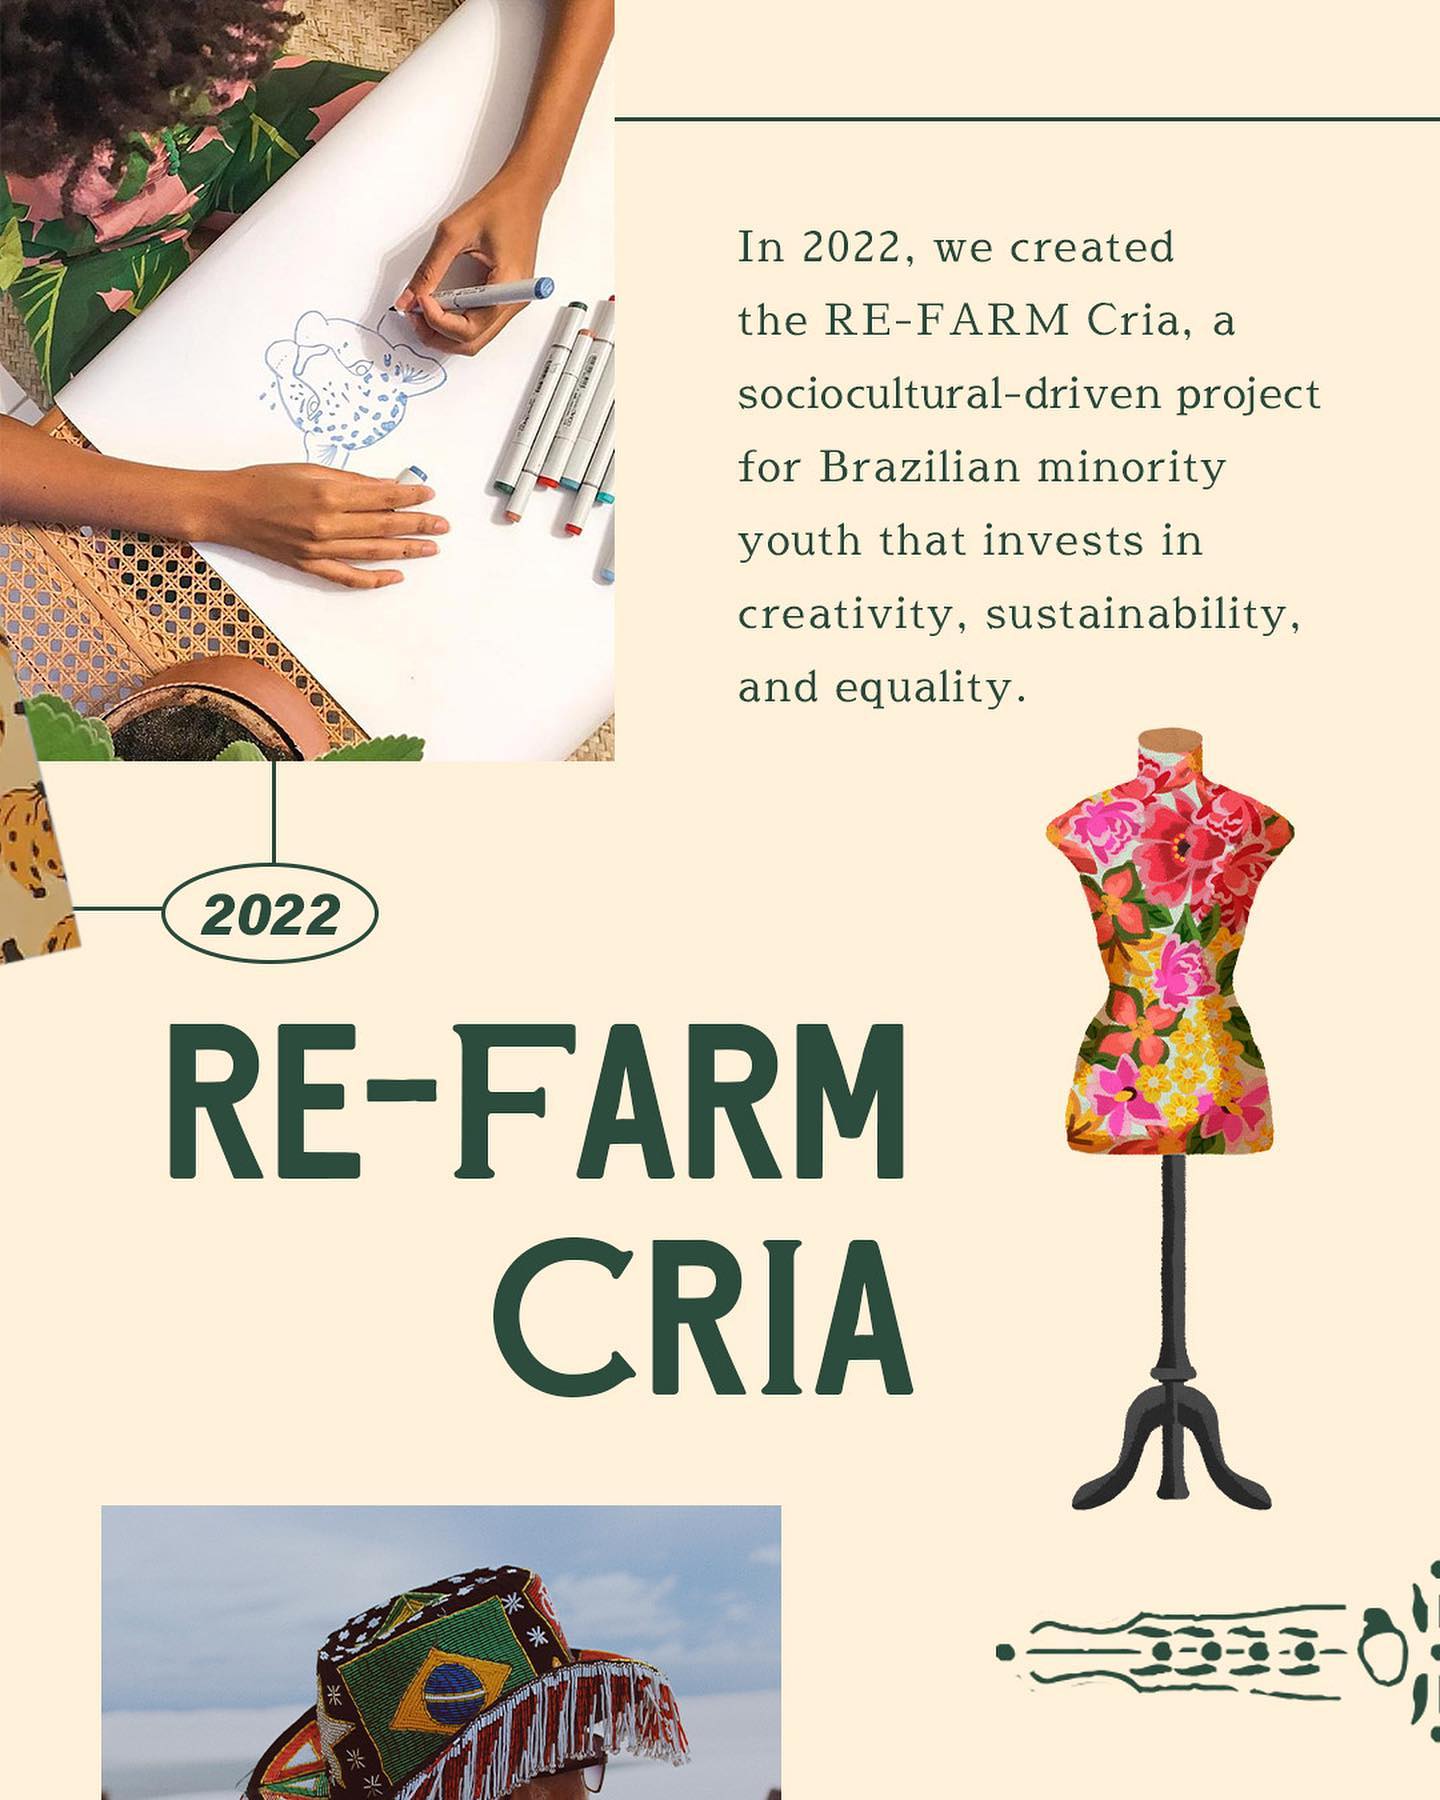 In 2022, we created
the RE-FARM Cria, a
sociocultural-driven project
for Brazilian minority
youth that invests in
creativity, sustainability,
and equality.
2022
RE-FARM
CRIA